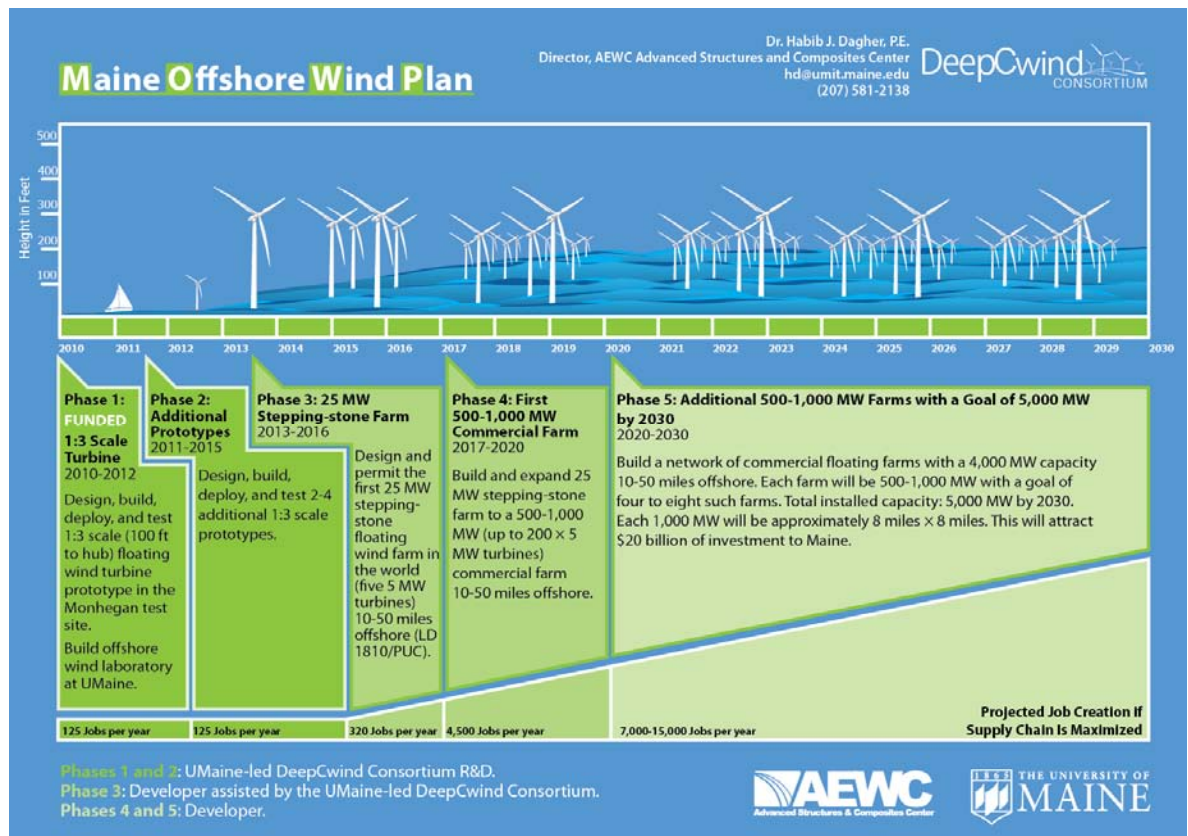 Maine Offshore Wind Plan
Dr. Habib J. Dagher, P.E.
Director, AEWC Advanced Structures and Composites Center
hd@umit.maine.edu
(207) 581-2138
DeepCwind
CONSORTIUM
Height in Feet
500
400
300
200
100
2010 2011 2012 2013 2014 2015 2016 2017 2018 2019 2020 2021 2022 2023 2024 2025 2026 2027 2028 2029 2030
Phase 1:
FUNDED
1:3 Scale
Turbine
2010-2012
Design, build,
deploy, and test
1:3 scale (100 ft
to hub) floating
wind turbine
prototype in the
Monhegan test
site.
Build offshore
wind laboratory
at UMaine.
Phase 2:
Additional
Prototypes
2011-2015
Design, build,
deploy, and test 2-4
additional 1:3 scale
prototypes.
Phase 3: 25 MW
Stepping-stone Farm
2013-2016
Design and
permit the
first 25 MW
stepping-
stone
floating
wind farm in
the world
(five 5 MW
turbines)
10-50 miles
offshore (LD
1810/PUC).
Phase 4: First
500-1,000 MW
Commercial Farm
2017-2020
Build and expand 25
MW stepping-stone
farm to a 500-1,000
MW (up to 200 × 5
MW turbines)
commercial farm
10-50 miles offshore.
Phase 5: Additional 500-1,000 MW Farms with a Goal of 5,000 MW
by 2030
2020-2030
Build a network of commercial floating farms with a 4,000 MW capacity
10-50 miles offshore. Each farm will be 500-1,000 MW with a goal of
four to eight such farms. Total installed capacity: 5,000 MW by 2030.
Each 1,000 MW will be approximately 8 miles × 8 miles. This will attract
$20 billion of investment to Maine.
125 Jobs per year
125 Jobs per year
320 Jobs per year
4,500 Jobs per year
7,000-15,000 Jobs per year
Projected Job Creation if
Supply Chain is Maximized
Phases 1 and 2: UMaine-led DeepCwind Consortium R&D.
Phase 3: Developer assisted by the UMaine-led DeepCwind Consortium.
Phases 4 and 5: Developer.
AEWC
Advanced Structures & Composites Center
1865
THE UNIVERSITY OF
MAINE